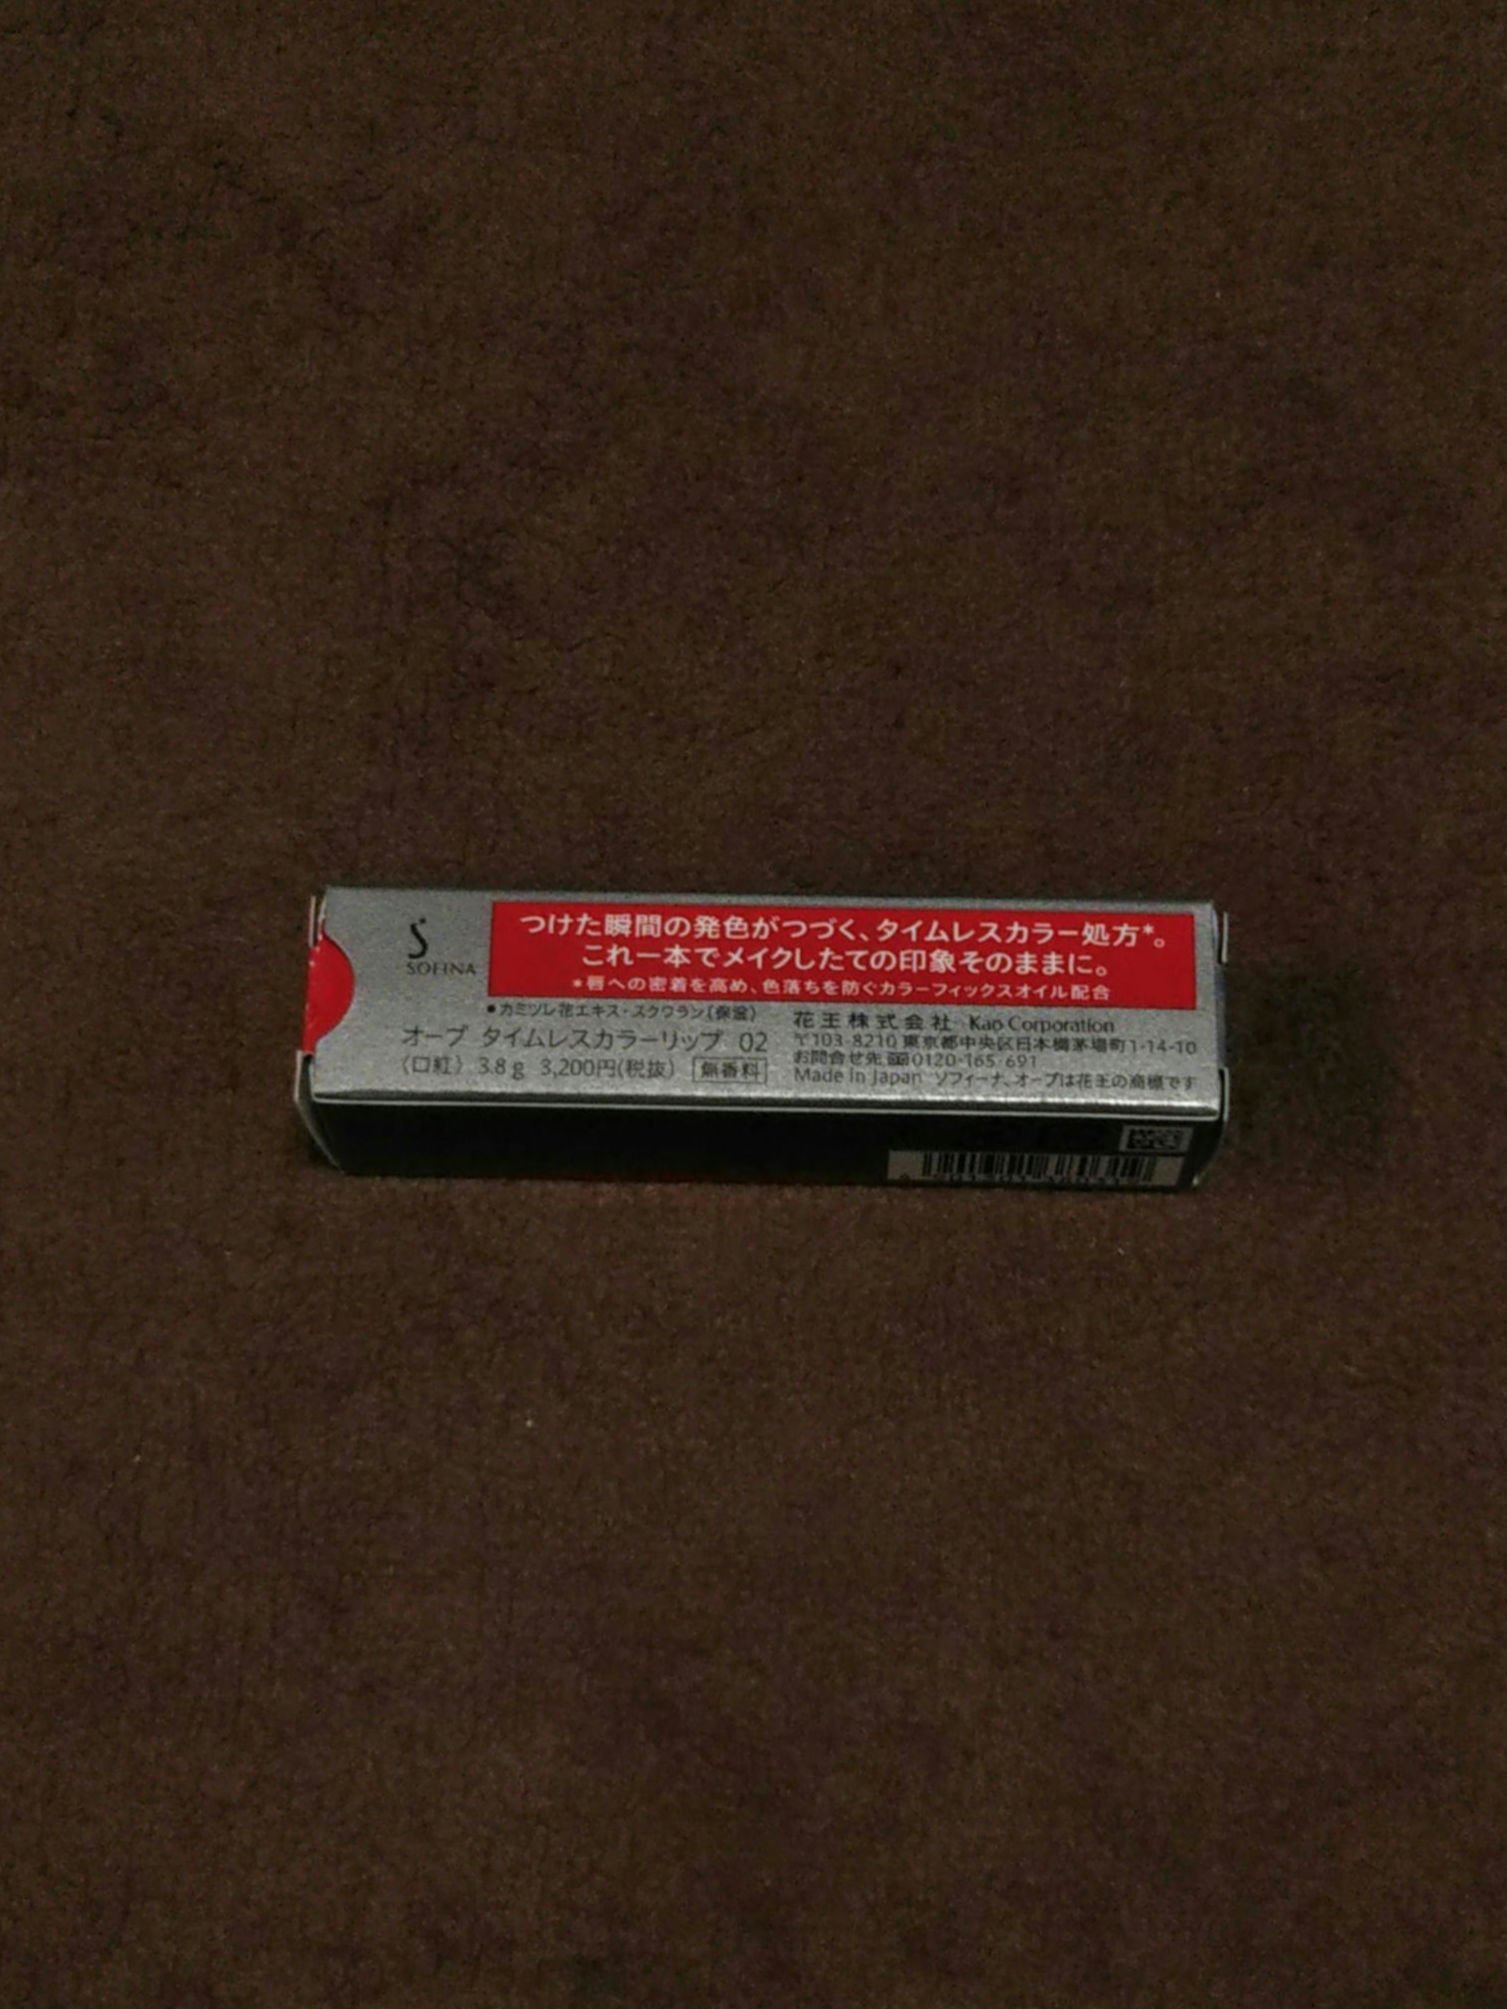 SOFINA
つけた瞬間の発色がつづく、タイムレスカラー処方*。
これ一本でメイクしたての印象そのままに。
*唇への密着を高め、色落ちを防ぐカラーフィックスオイル配合
•カミツレ花エキス・スクワラン(保湿)
オーブ タイムレスカラーリップ 02
〈口紅〉 3.8g 3,200円(税抜) 無香料
花王株式会社 Kao Corporation
〒103-8210 東京都中央区日本橋茅場町1-14-10
お問合せ先 0120-165-691
Made in Japan ソフィーナ、オーブは花王の商標です